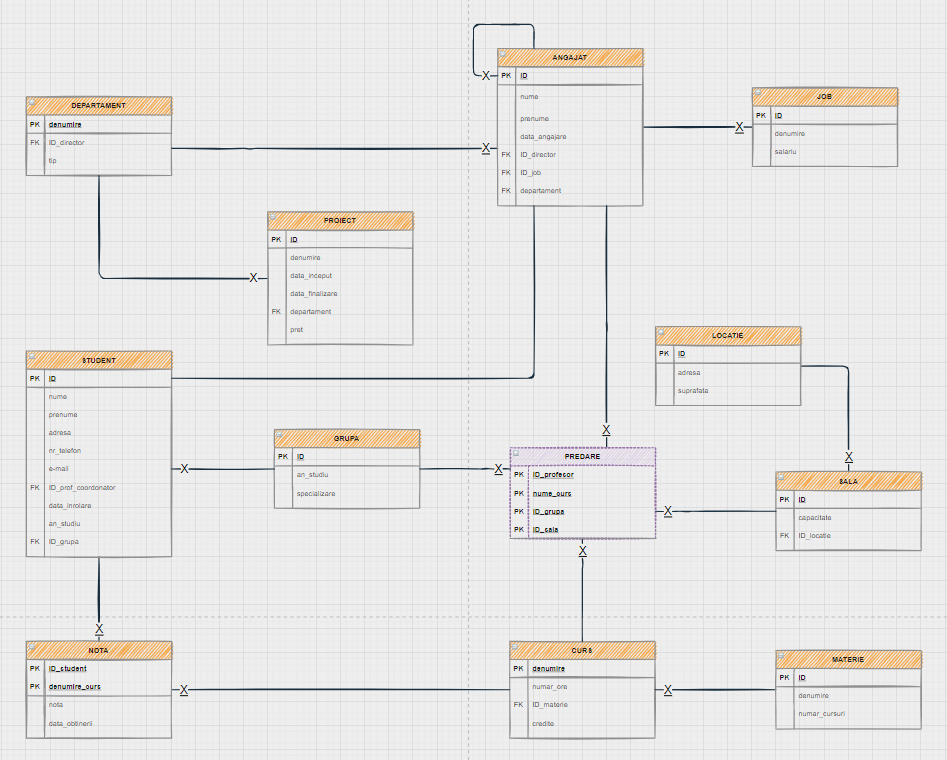 ANGAJAT
PK ID
nume
prenume
data_angajare
FK ID_director
FK ID_job
FK departament
JOB
PK ID
denumire
salariu
DEPARTAMENT
PK denumire
FK ID_director
tip
PROIECT
PK ID
denumire
data_inceput
data_finalizare
FK departament
pret
LOCATIE
PK ID
adresa
suprafata
STUDENT
PK ID
nume
prenume
adresa
nr_telefon
e-mail
FK ID_prof_coordonator
data_inrolare
an_studiu
FK ID_grupa
GRUPA
PK ID
an_studiu
specializare
PREDARE
PK ID_profesor
PK nume_curs
PK ID_grupa
PK ID_sala
SALA
PK ID
capacitate
FK ID_locatie
NOTA
PK ID_student
PK denumire_curs
nota
data_obtinerii
CURS
PK denumire
numar_ore
FK ID_materie
credite
MATERIE
PK ID
denumire
numar_cursuri
X
X
X
X
X
X
X
X
X
X
X
X
X